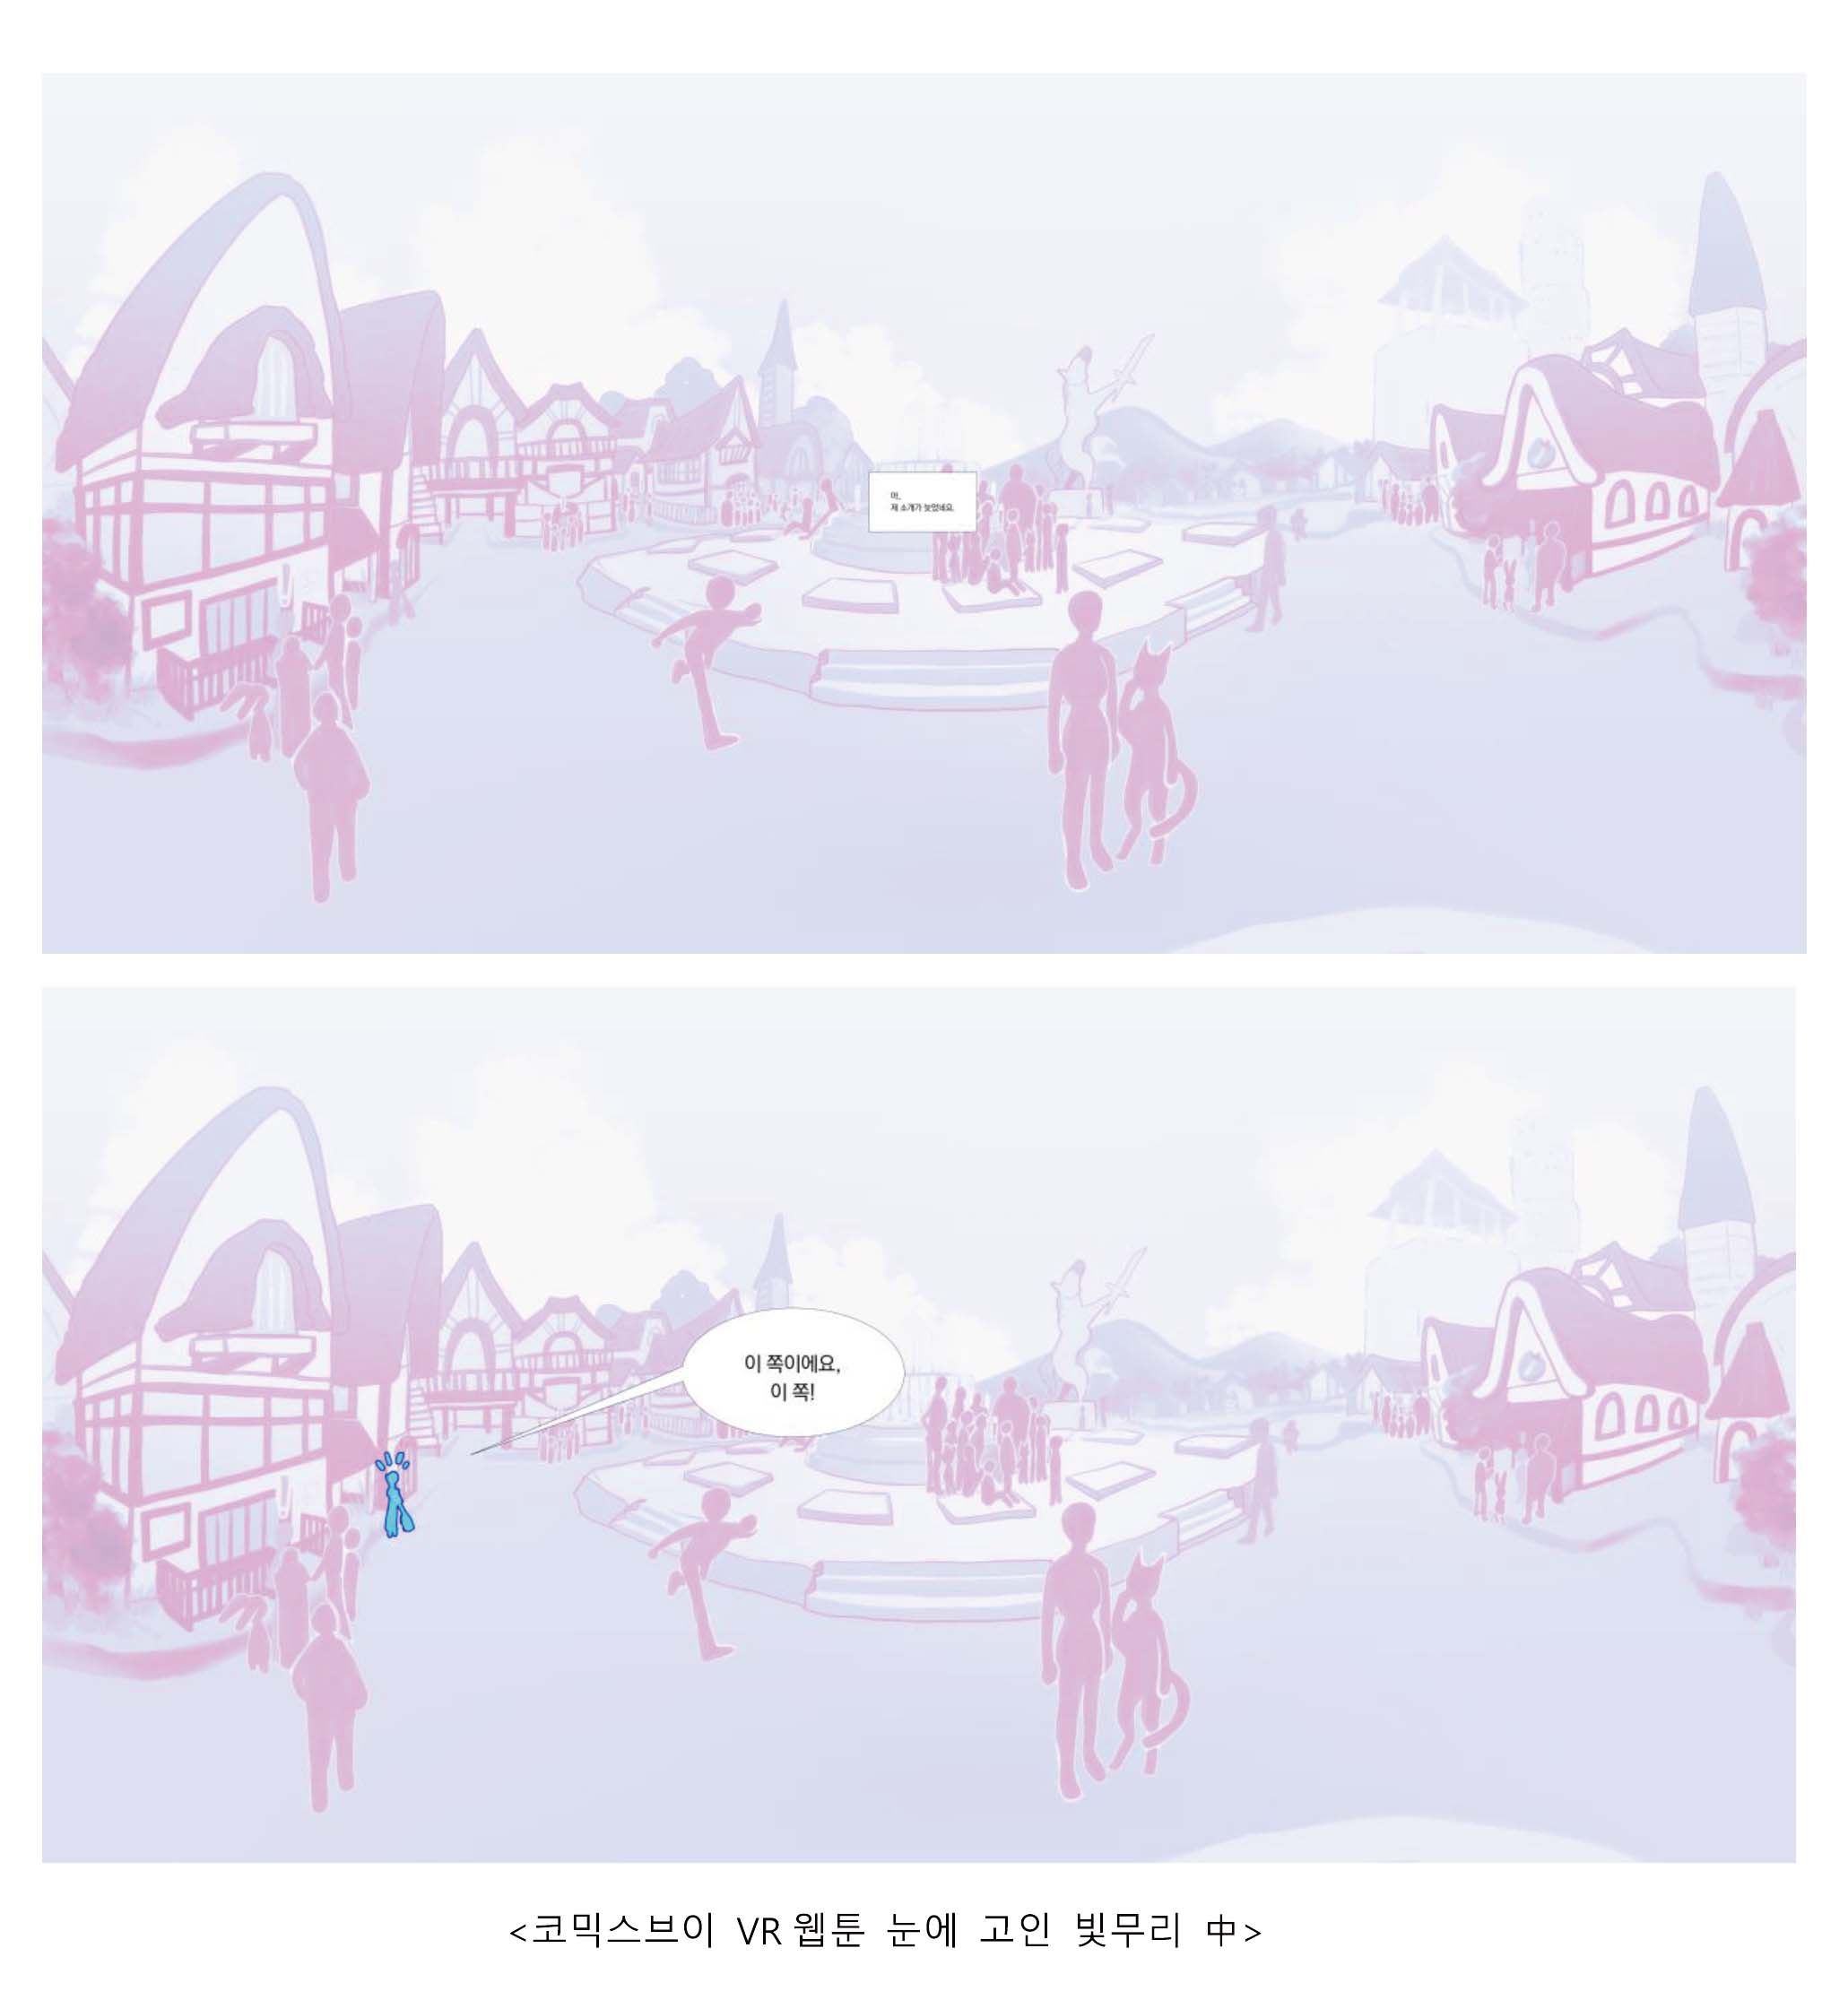 아,
제 소개가 늦었네요.
이 쪽이에요,
이 쪽!
<코믹스브이 VR 웹툰 눈에 고인 빛무리 中>